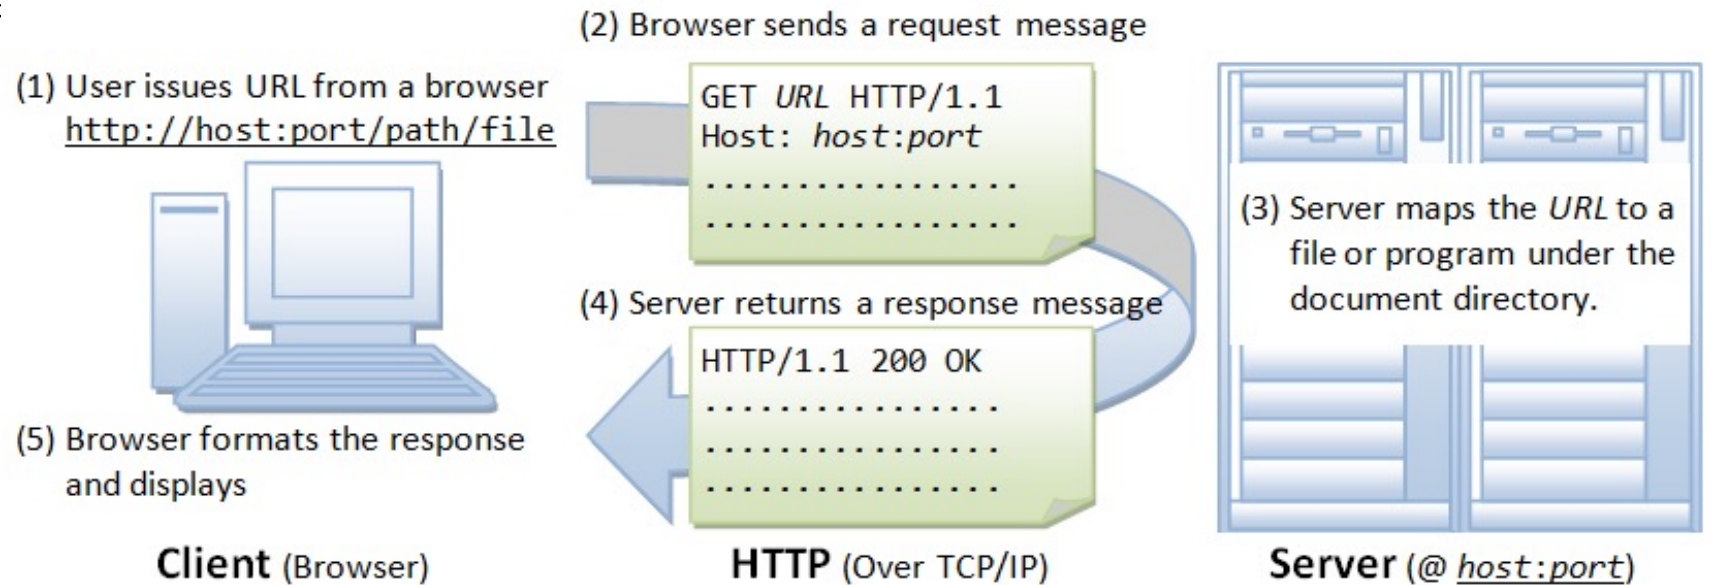 (2) Browser sends a request message
(1) User issues URL from a browser
http://host:port/path/file
GET URL HTTP/1.1
Host: host:port
..................
..................
(3) Server maps the URL to a
file or program under the
document directory.
(4) Server returns a response message
HTTP/1.1 200 OK
................
................
................
(5) Browser formats the response
and displays
Client (Browser)
HTTP (Over TCP/IP)
Server (@ host:port)